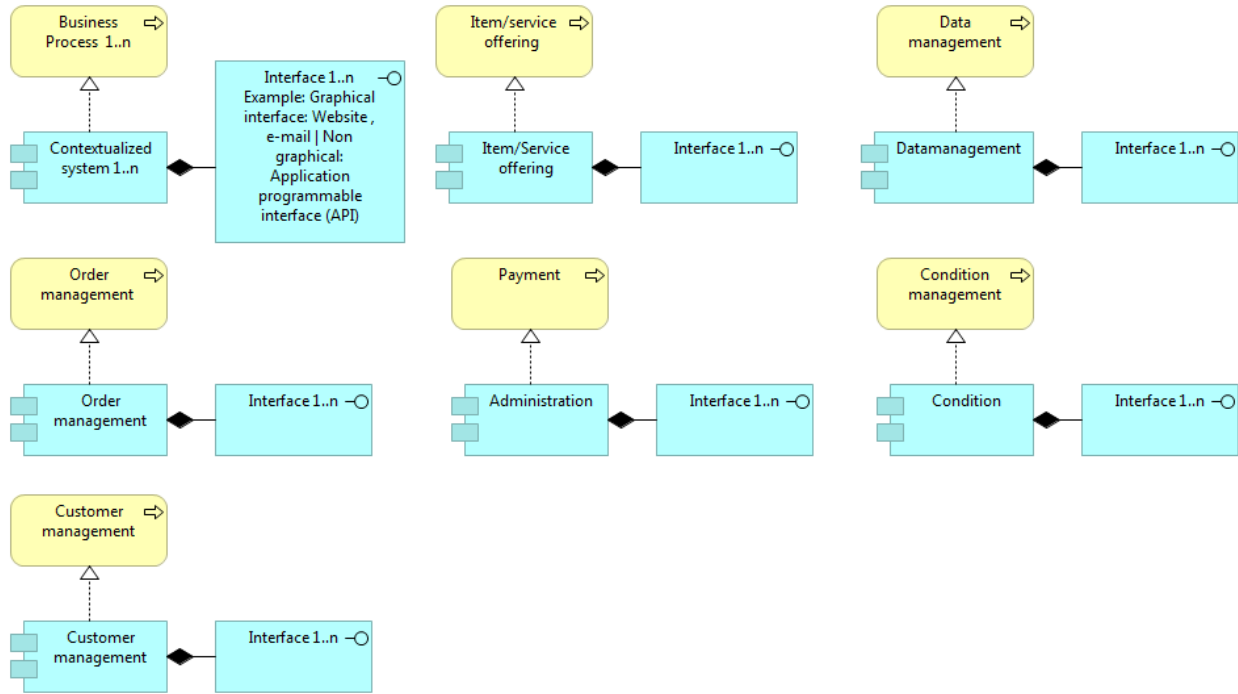 Business
Process 1..n
Interface 1..n
Example: Graphical
interface: Website ,
e-mail | Non
graphical:
Application
programmable
interface (API)
Contextualized
system 1..n
Item/service
offering
Item/Service
offering
Interface 1..n
Data
management
Datamanagement
Interface 1..n
Order
management
Order
management
Interface 1..n
Payment
Administration
Interface 1..n
Condition
management
Condition
Interface 1..n
Customer
management
Customer
management
Interface 1..n